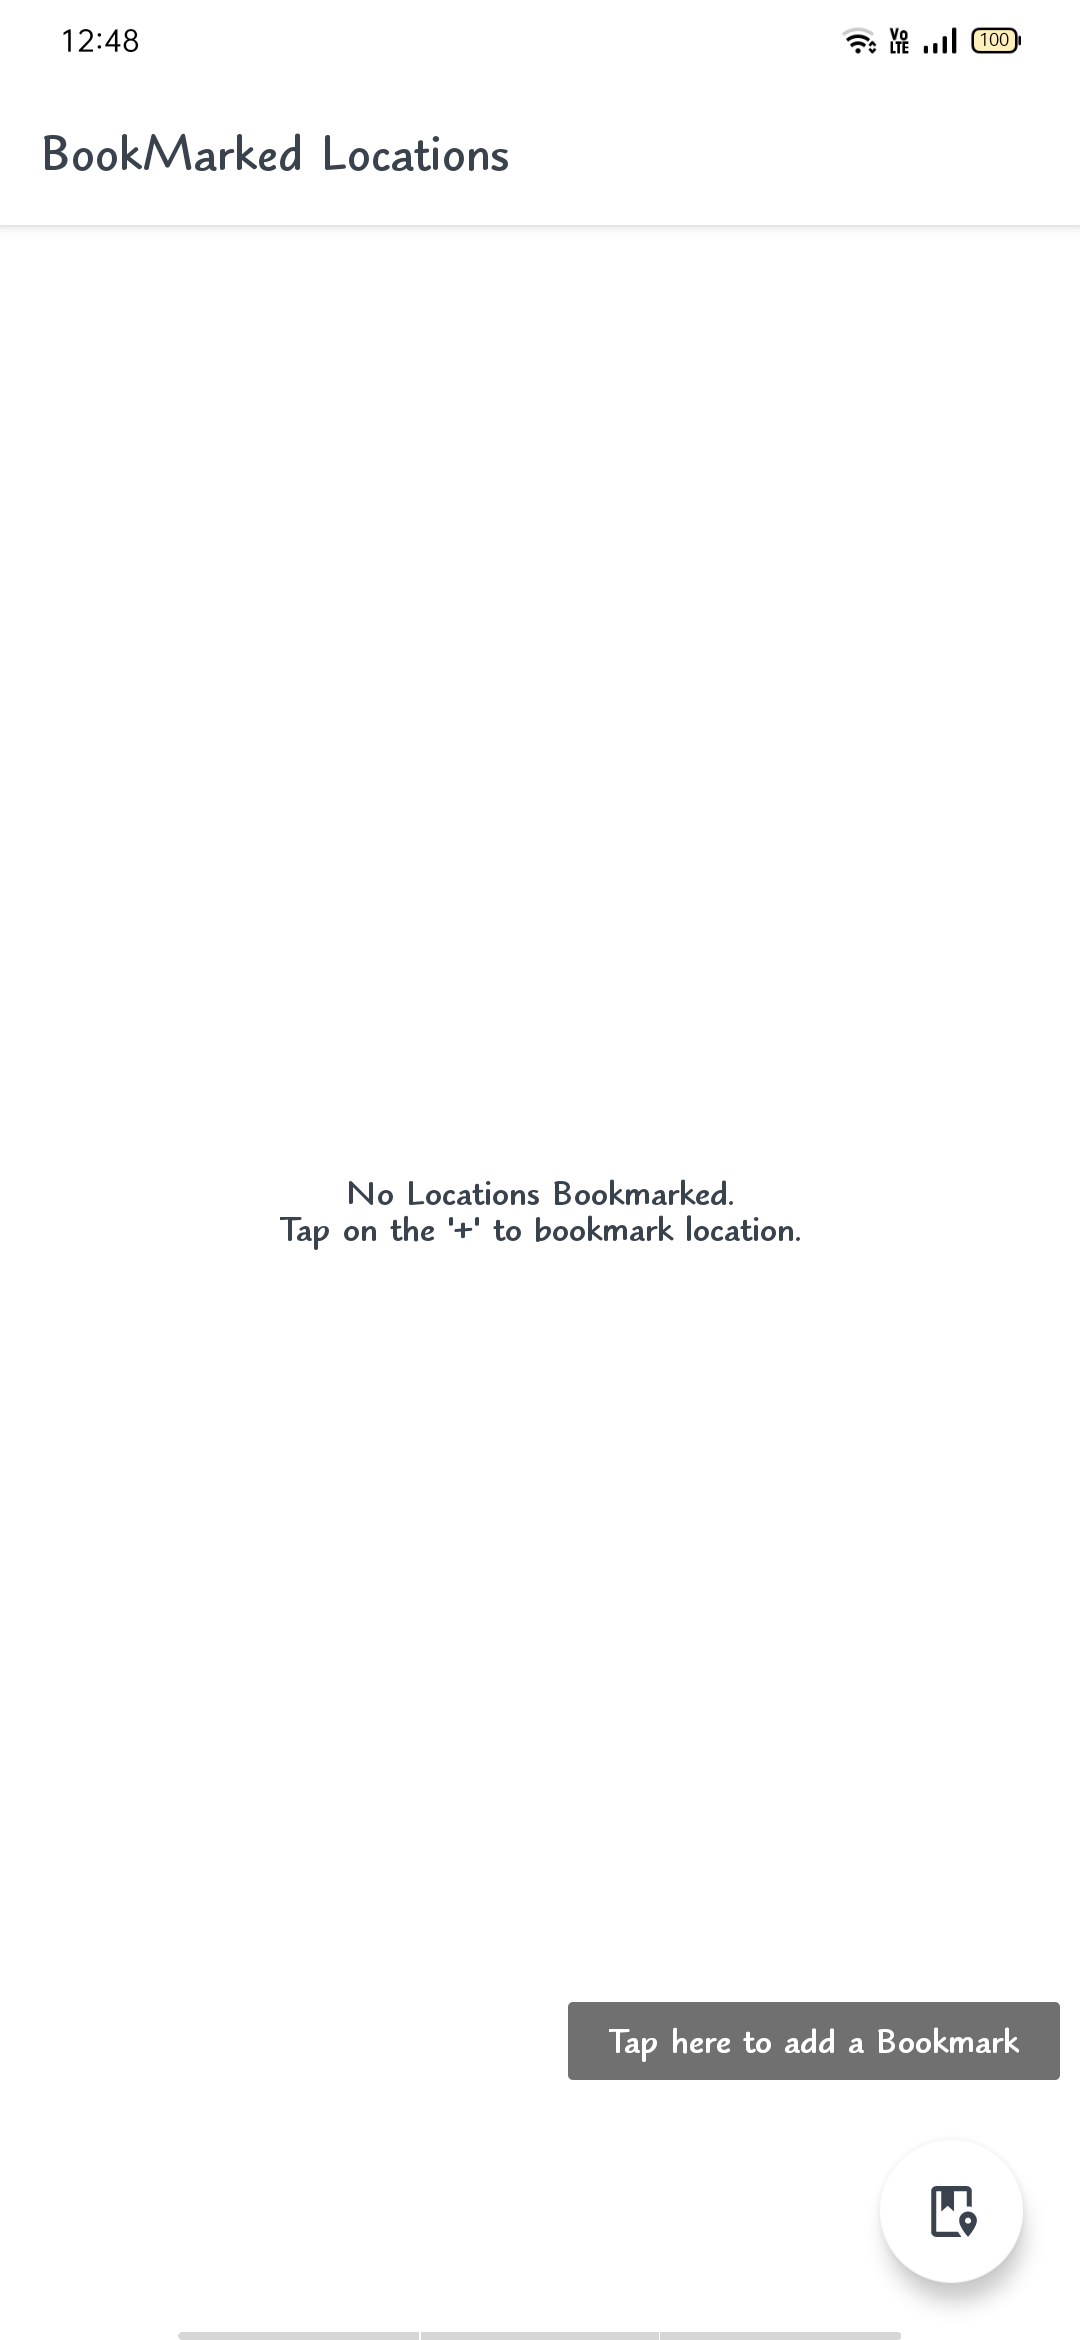 12:48
Vo
LTE
100
BookMarked Locations
No Locations Bookmarked.
Tap on the '+' to bookmark location.
Tap here to add a Bookmark